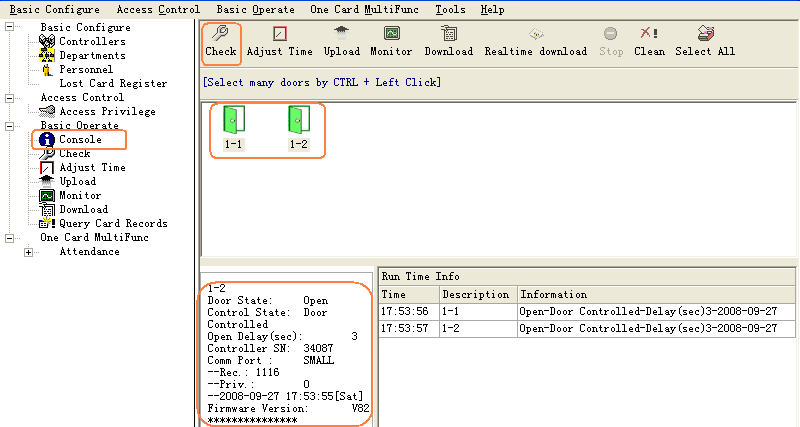 Basic Configure Access Control Basic Operate One Card MultiFunc Tools Help
Basic Configure
Controllers
Departments
Personnel
Lost Card Register
Access Control
Access Privilege
Basic Operate
Console
Check
Adjust Time
Upload
Monitor
Download
Query Card Records
One Card MultiFunc
Attendance
Check Adjust Time Upload Monitor Download Realtime download Stop Clean Select All
[Select many doors by CTRL + Left Click]
1-1 1-2
1-2
Door State: Open
Control State: Door
Controlled
Open Delay(sec): 3
Controller SN: 34087
Comm Port : SMALL
--Rec.: 1116
--Priv.: 0
--2008-09-27 17:53:55[Sat]
Firmware Version: V82
***************
Run Time Info
Time Description Information
17:53:56 1-1 Open-Door Controlled-Delay(sec)3-2008-09-27
17:53:57 1-2 Open-Door Controlled-Delay(sec)3-2008-09-27